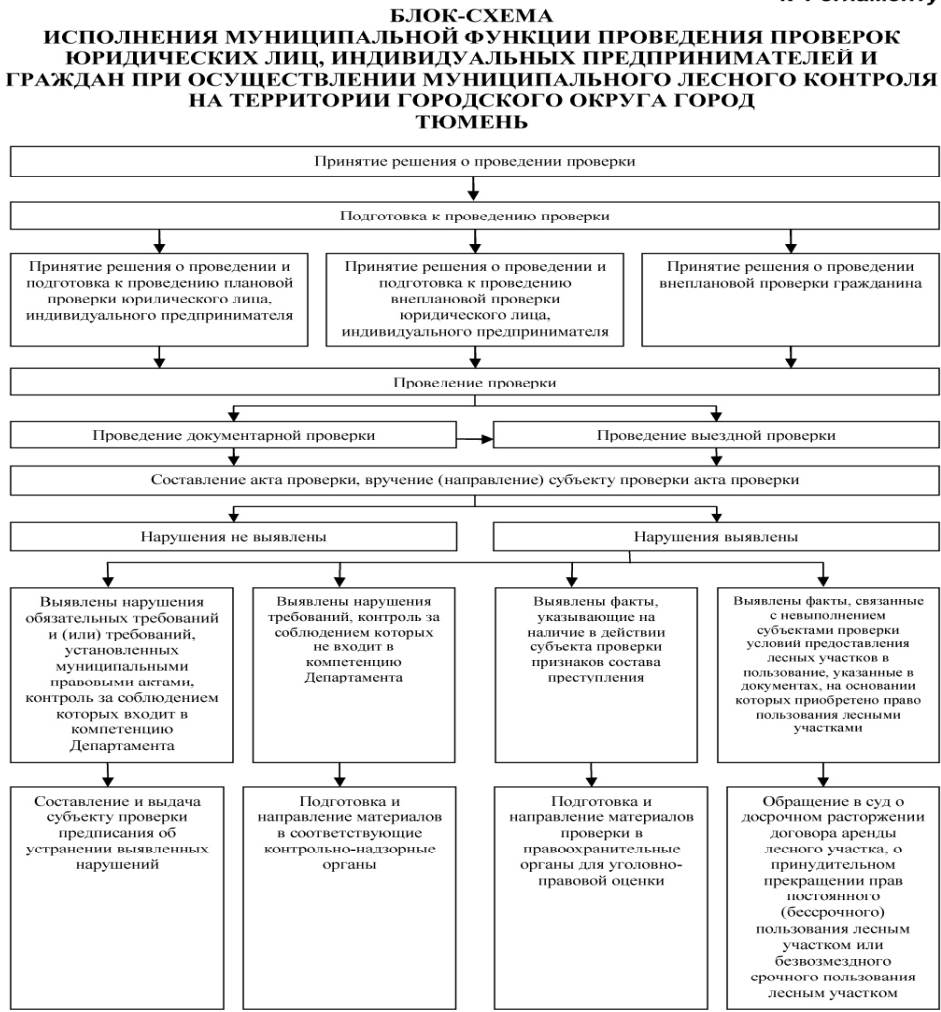 к Регламенту
БЛОК-СХЕМА
ИСПОЛНЕНИЯ МУНИЦИПАЛЬНОЙ ФУНКЦИИ ПРОВЕДЕНИЯ ПРОВЕРОК
ЮРИДИЧЕСКИХ ЛИЦ, ИНДИВИДУАЛЬНЫХ ПРЕДПРИНИМАТЕЛЕЙ И
ГРАЖДАН ПРИ ОСУЩЕСТВЛЕНИИ МУНИЦИПАЛЬНОГО ЛЕСНОГО КОНТРОЛЯ
НА ТЕРРИТОРИИ ГОРОДСКОГО ОКРУГА ГОРОД
ТЮМЕНЬ
Принятие решения о проведении проверки
Подготовка к проведению проверки
Принятие решения о проведении и
подготовка к проведению плановой
проверки юридического лица,
индивидуального предпринимателя
Принятие решения о проведении и
подготовка к проведению
внеплановой проверки
юридического лица,
индивидуального предпринимателя
Принятие решения о проведении
внеплановой проверки гражданина
Проведение проверки
Проведение документарной проверки
Проведение выездной проверки
Составление акта проверки, вручение (направление) субъекту проверки акта проверки
Нарушения не выявлены
Нарушения выявлены
Выявлены нарушения
обязательных требований
и (или) требований,
установленных
муниципальными
правовыми актами,
контроль за соблюдением
которых входит в
компетенцию
Департамента
Выявлены нарушения
требований, контроль за
соблюдением которых
не входит в
компетенцию
Департамента
Выявлены факты,
указывающие на
наличие в действии
субъекта проверки
признаков состава
преступления
Выявлены факты, связанные
с невыполнением
субъектами проверки
условий предоставления
лесных участков в
пользование, указанные в
документах, на основании
которых приобретено право
пользования лесными
участками
Составление и выдача
субъекту проверки
предписания об
устранении выявленных
нарушений
Подготовка и
направление материалов
в соответствующие
контрольно-надзорные
органы
Подготовка и
направление материалов
проверки в
правоохранительные
органы для уголовно-
правовой оценки
Обращение в суд о
досрочном расторжении
договора аренды
лесного участка, о
принудительном
прекращении прав
постоянного
(бессрочного)
пользования лесным
участком или
безвозмездного
срочного пользования
лесным участком